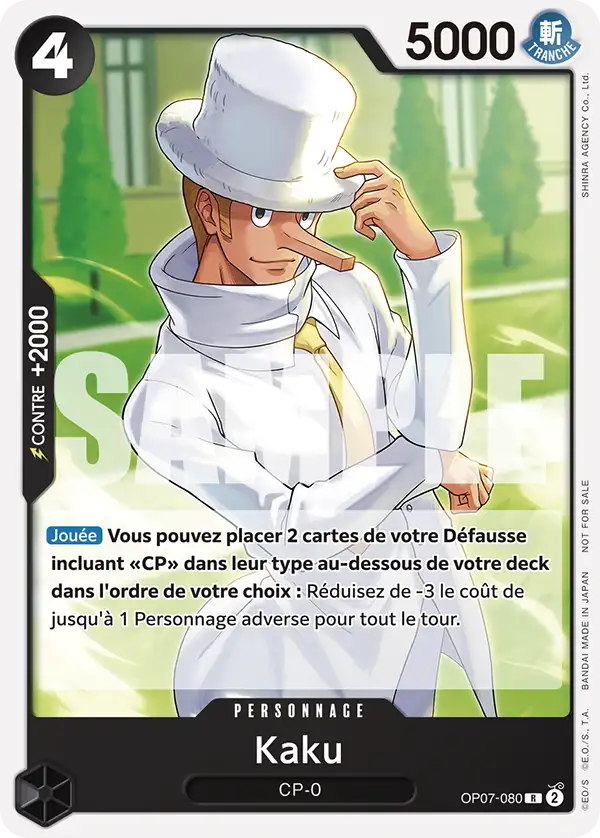 4
5000
斬
TRANCHE
SHINRA AGENCY Co., Ltd.
CONTRE +2000
SAMPLE
Jouée Vous pouvez placer 2 cartes de votre Défausse
incluant «CP» dans leur type au-dessous de votre deck
dans l'ordre de votre choix : Réduisez de -3 le coût de
jusqu'à 1 Personnage adverse pour tout le tour.
PERSONNAGE
Kaku
CP-0
OP07-080 R 2
©EO/S ©E.O./S., T.A. BANDAI MADE IN JAPAN NOT FOR SALE